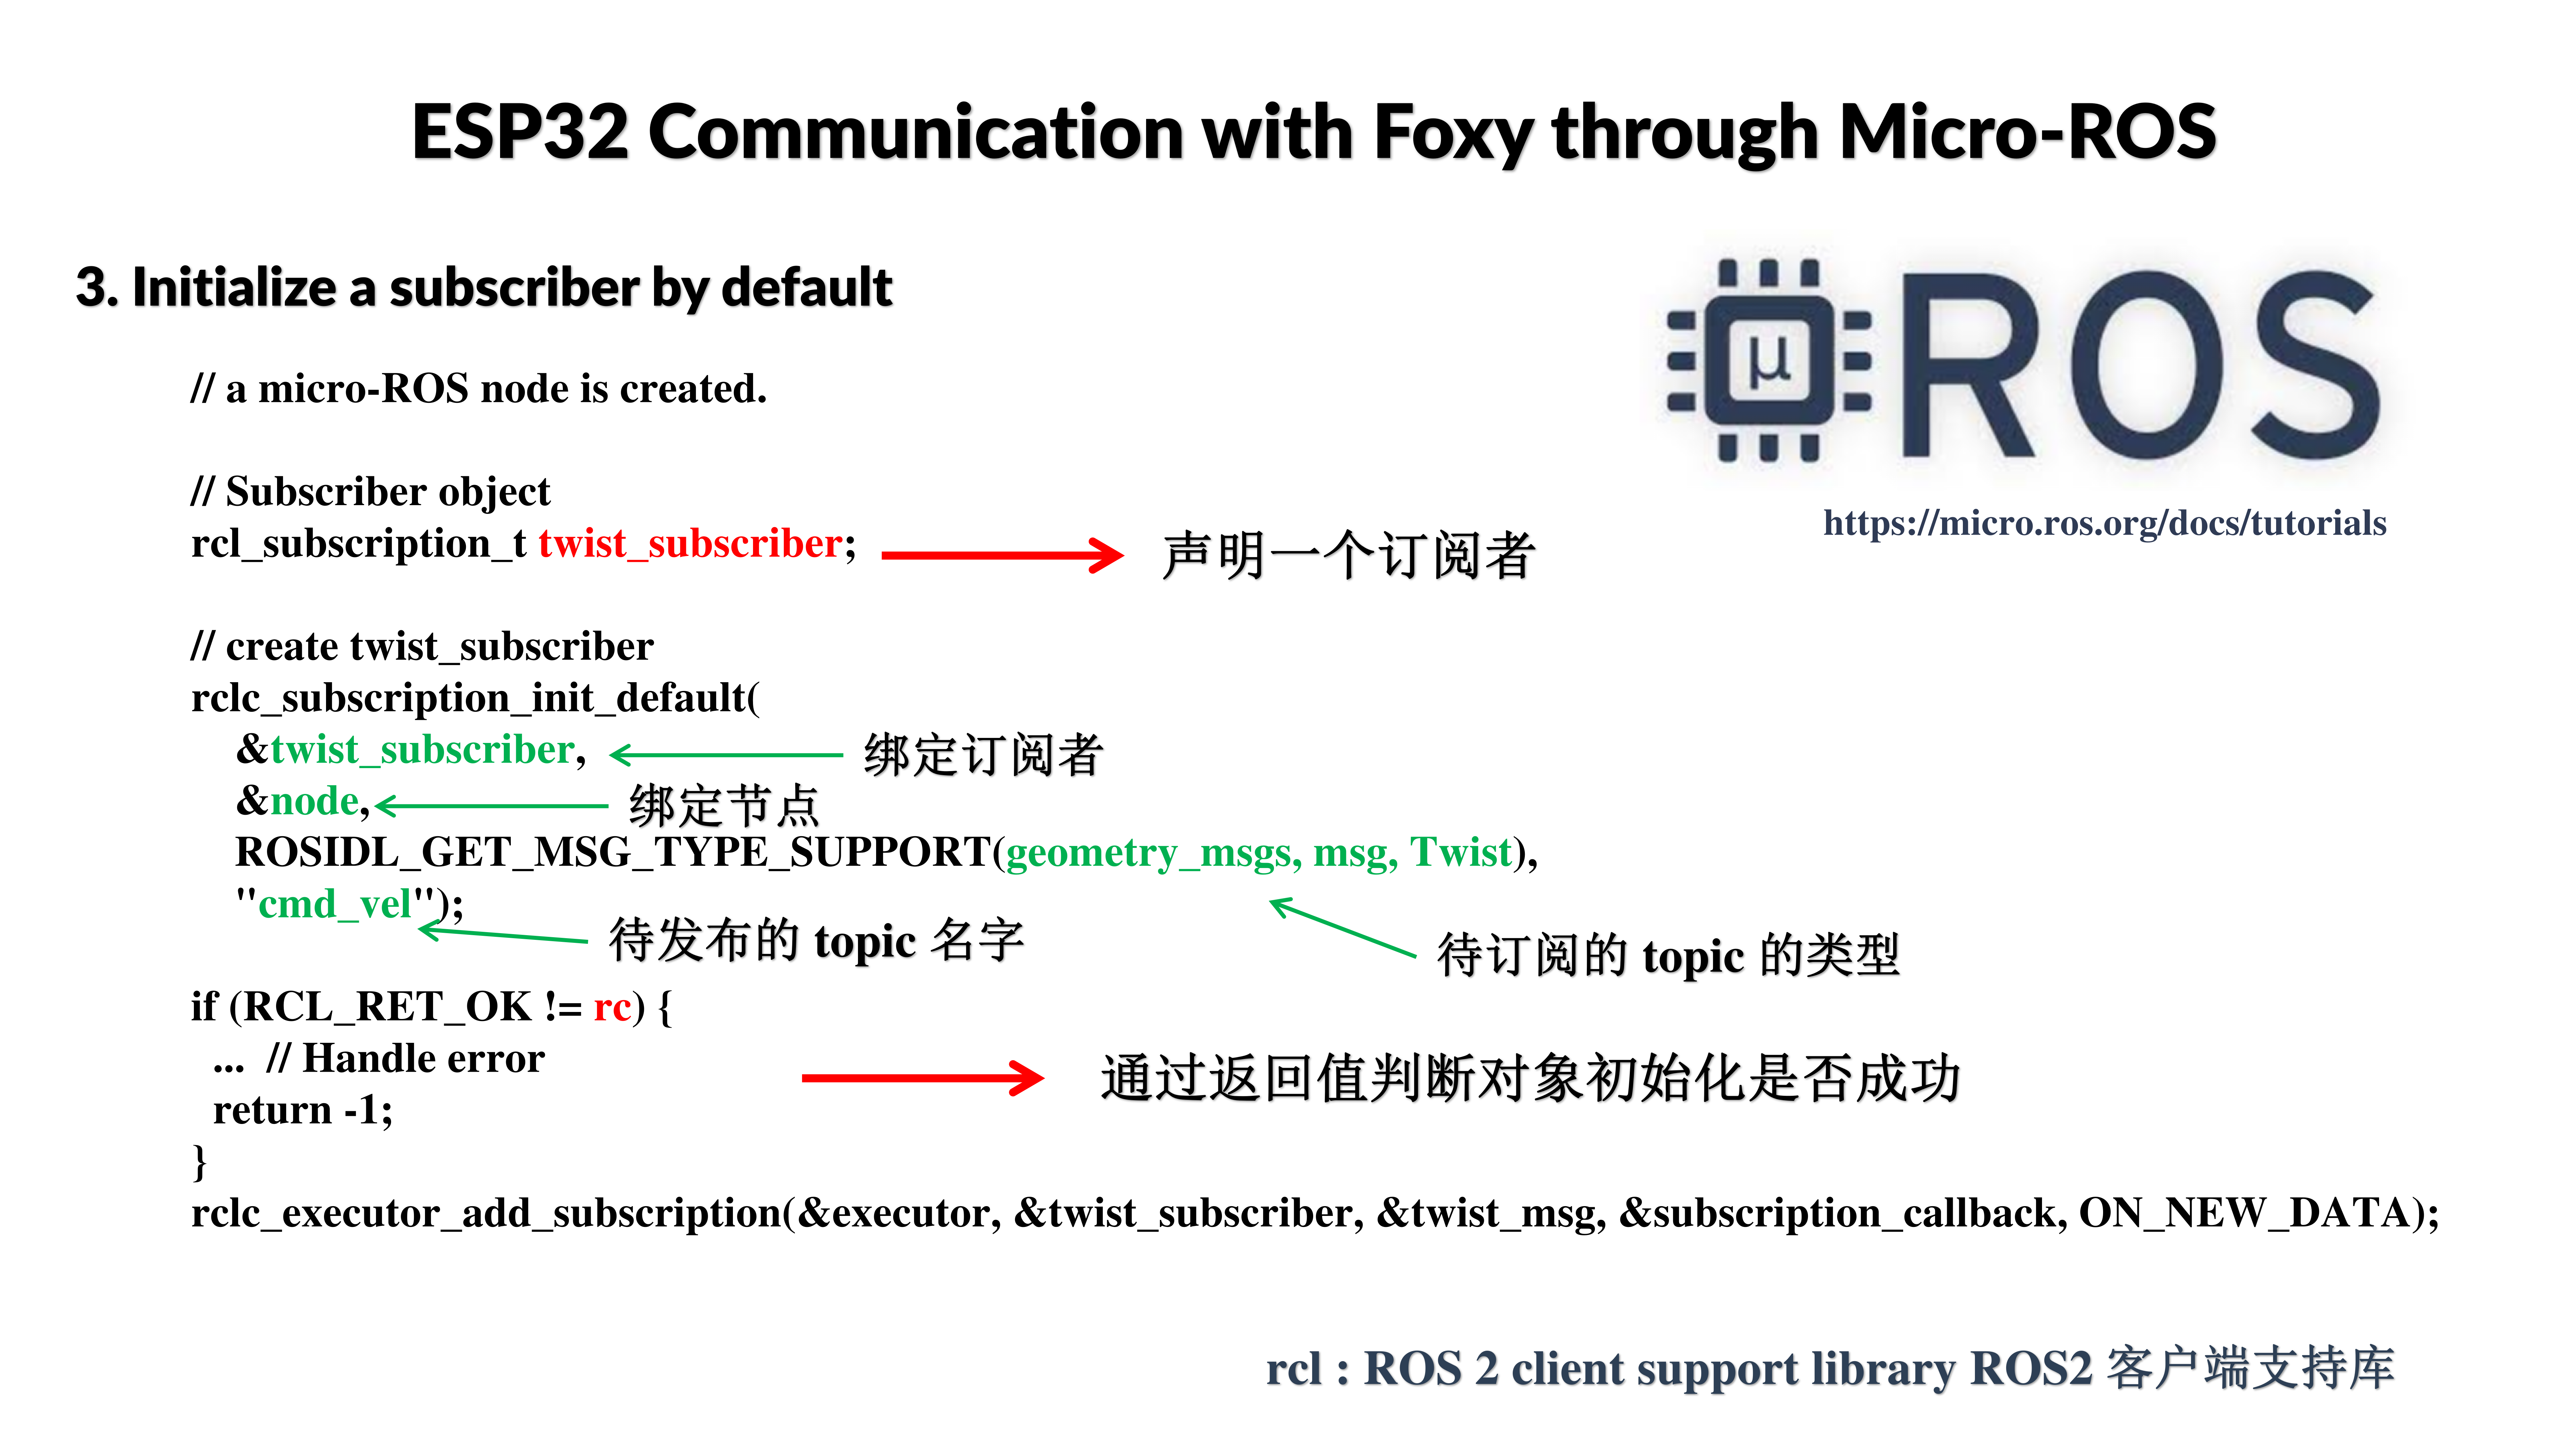 ESP32 Communication with Foxy through Micro-ROS
3. Initialize a subscriber by default
μ ROS
https://micro.ros.org/docs/tutorials
// a micro-ROS node is created.
// Subscriber object
rcl_subscription_t twist_subscriber; 声明一个订阅者
// create twist_subscriber
rclc_subscription_init_default(
&twist_subscriber, 绑定订阅者
&node, 绑定节点
ROSIDL_GET_MSG_TYPE_SUPPORT(geometry_msgs, msg, Twist),
"cmd_vel");
待发布的 topic 名字
待订阅的 topic 的类型
if (RCL_RET_OK != rc) {
... // Handle error
通过返回值判断对象初始化是否成功
return -1;
}
rclc_executor_add_subscription(&executor, &twist_subscriber, &twist_msg, &subscription_callback, ON_NEW_DATA);
rcl : ROS 2 client support library ROS2 客户端支持库